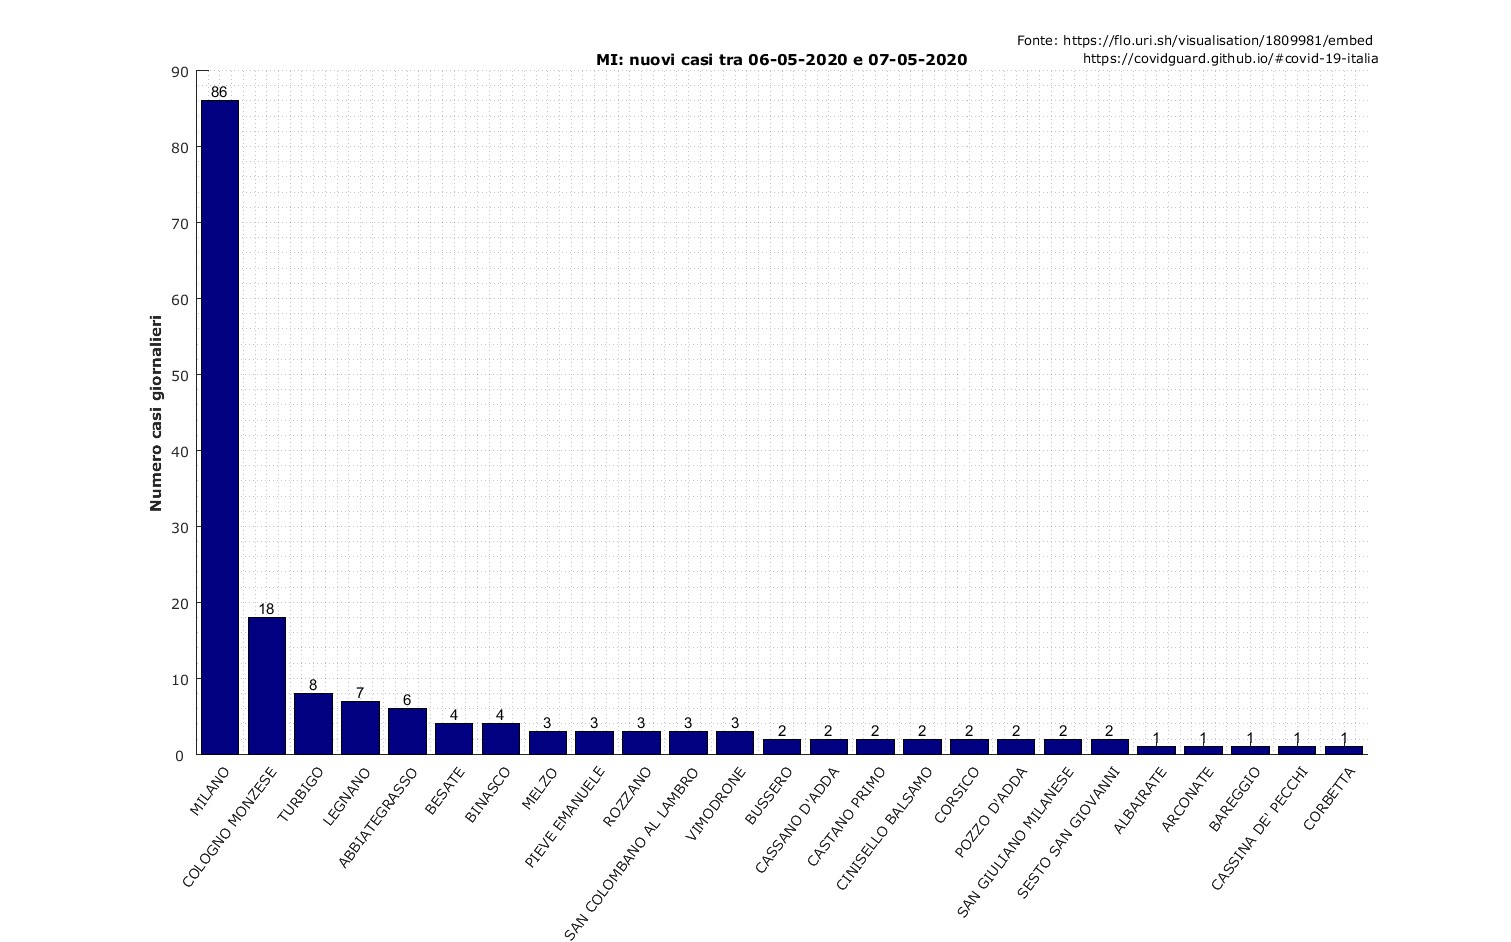 Fonte: https://flo.uri.sh/visualisation/1809981/embed
https://covidguard.github.io/#covid-19-italia
MI: nuovi casi tra 06-05-2020 e 07-05-2020
Numero casi giornalieri
90
80
70
60
50
40
30
20
10
0
86
18
8
7
6
4
4
3
3
3
3
3
2
2
2
2
2
2
2
2
1
1
1
1
1
MILANO
COLOGNO MONZESE
TURBIGO
LEGNANO
ABBIATEGRASSO
BESATE
BINASCO
MELZO
PIEVE EMANUELE
ROZZANO
SAN COLOMBANO AL LAMBRO
VIMODRONE
BUSSERO
CASSANO D'ADDA
CASTANO PRIMO
CINISELLO BALSAMO
CORSICO
POZZO D'ADDA
SAN GIULIANO MILANESE
SESTO SAN GIOVANNI
ALBAIRATE
ARCONATE
BAREGGIO
CASSINA DE' PECCHI
CORBETTA